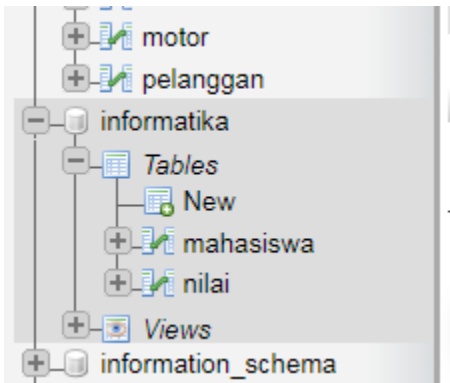 motor
pelanggan
informatika
Tables
New
mahasiswa
nilai
Views
information_schema